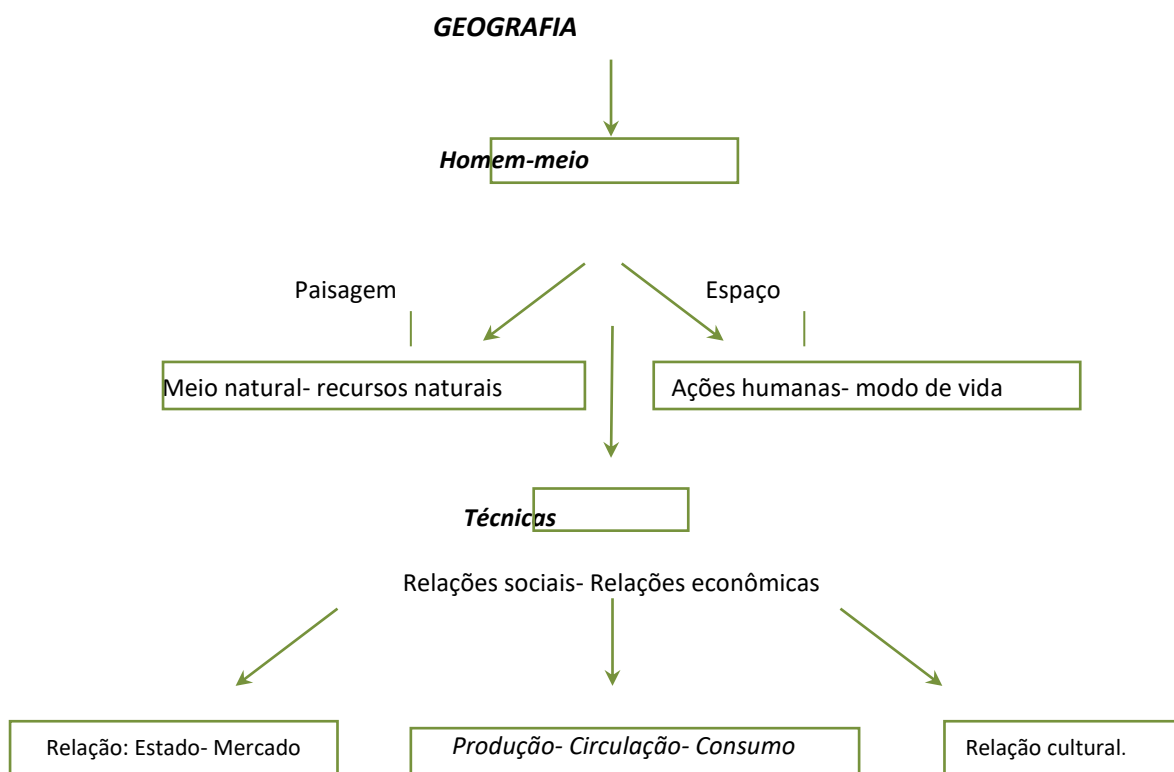 GEOGRAFIA
Homem-meio
Paisagem
Espaço
Meio natural- recursos naturais
Ações humanas- modo de vida
Técnicas
Relações sociais- Relações econômicas
Relação: Estado- Mercado
Produção- Circulação- Consumo
Relação cultural.